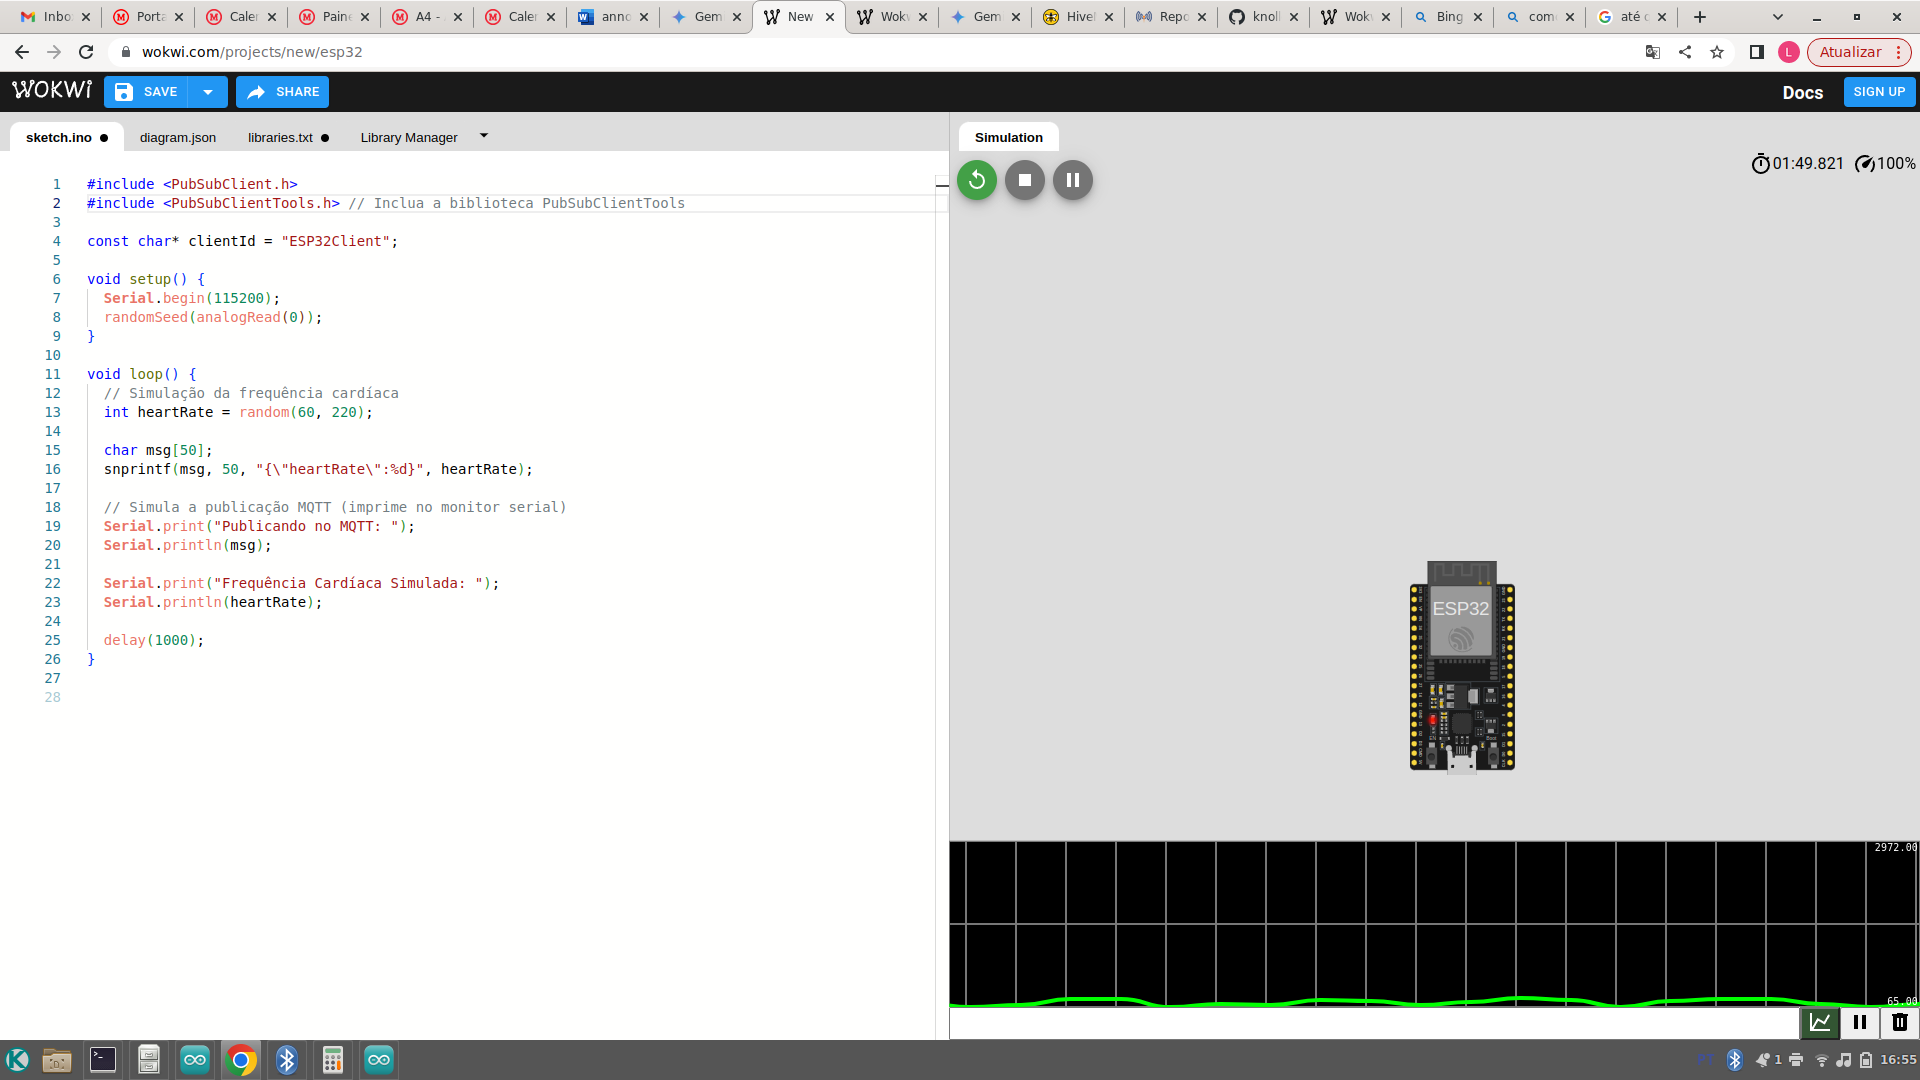 Inbo
Porta
Caler
Paine
A4 -
Caler
anno
Gem
New
Wokw
Gem
Hivel
Repo
knoll
Wokv
Bing
com
até c
wokwi.com/projects/new/esp32
L
Atualizar
WOKWI
SAVE
SHARE
Docs
SIGN UP
sketch.ino
diagram.json
libraries.txt
Library Manager
Simulation
01:49.821
100%
1 #include <PubSubClient.h>
2 #include <PubSubClientTools.h> // Inclua a biblioteca PubSubClientTools
3
4 const char* clientId = "ESP32Client";
5
6 void setup() {
7 Serial.begin(115200);
8 randomSeed(analogRead(0));
9 }
10
11 void loop() {
12 // Simulação da frequência cardíaca
13 int heartRate = random(60, 220);
14
15 char msg[50];
16 snprintf(msg, 50, "{\"heartRate\":%d}", heartRate);
17
18 // Simula a publicação MQTT (imprime no monitor serial)
19 Serial.print("Publicando no MQTT: ");
20 Serial.println(msg);
21
22 Serial.print("Frequência Cardíaca Simulada: ");
23 Serial.println(heartRate);
24
25 delay(1000);
26 }
27
28
ESP32
EN
Boot
2972.00
65.00
PT
1
16:55